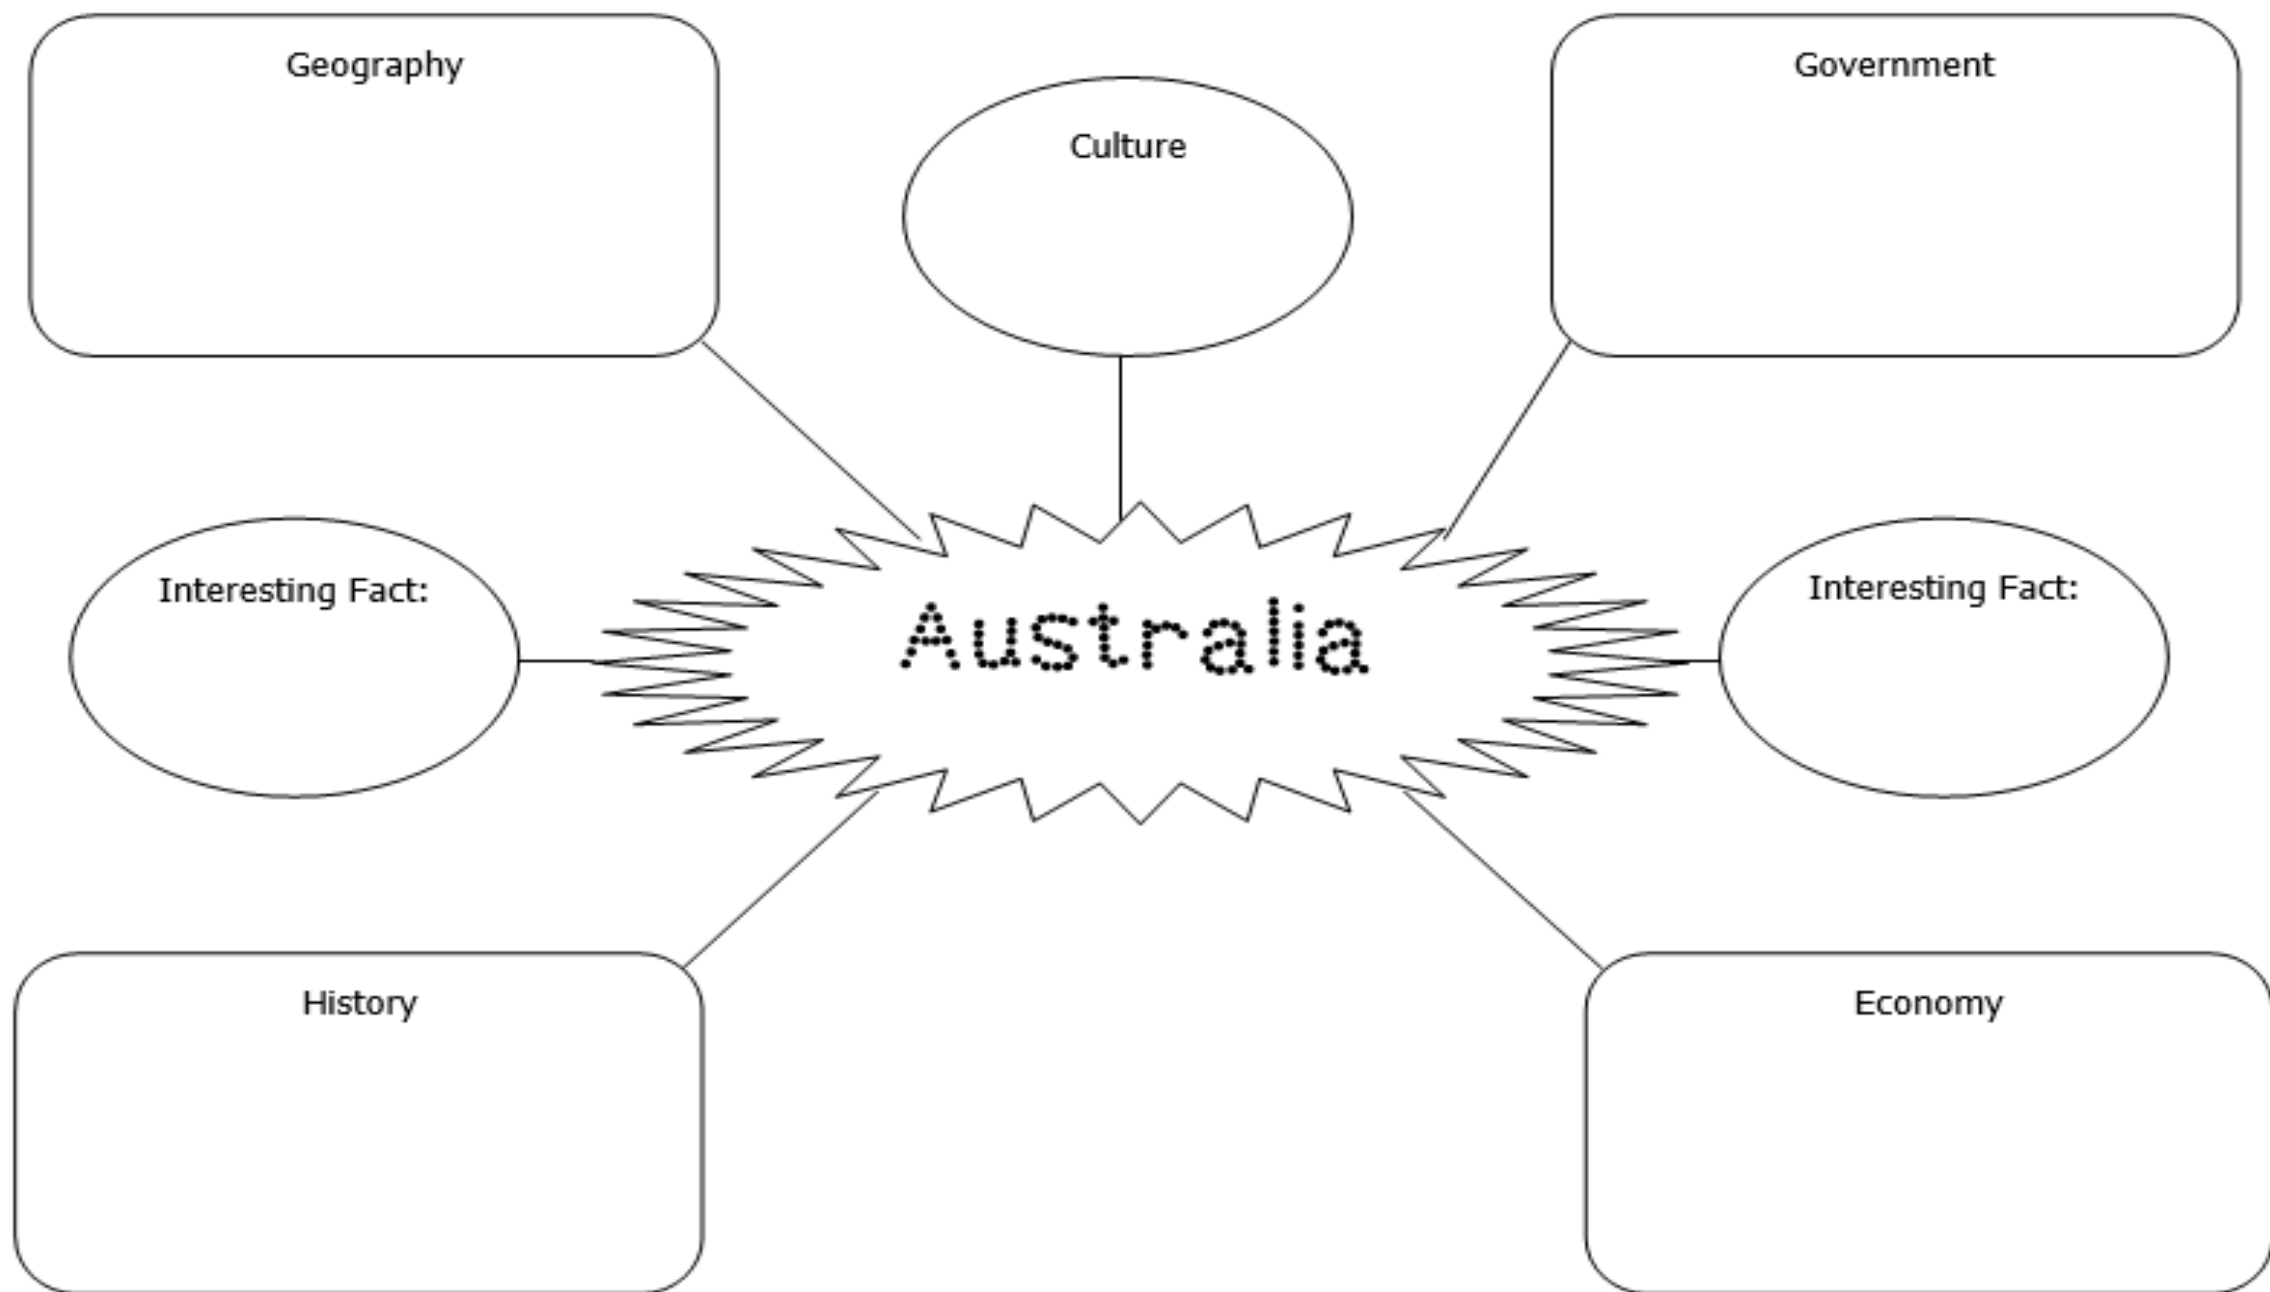 Geography
Government
Culture
Interesting Fact:
Australia
Interesting Fact:
History
Economy